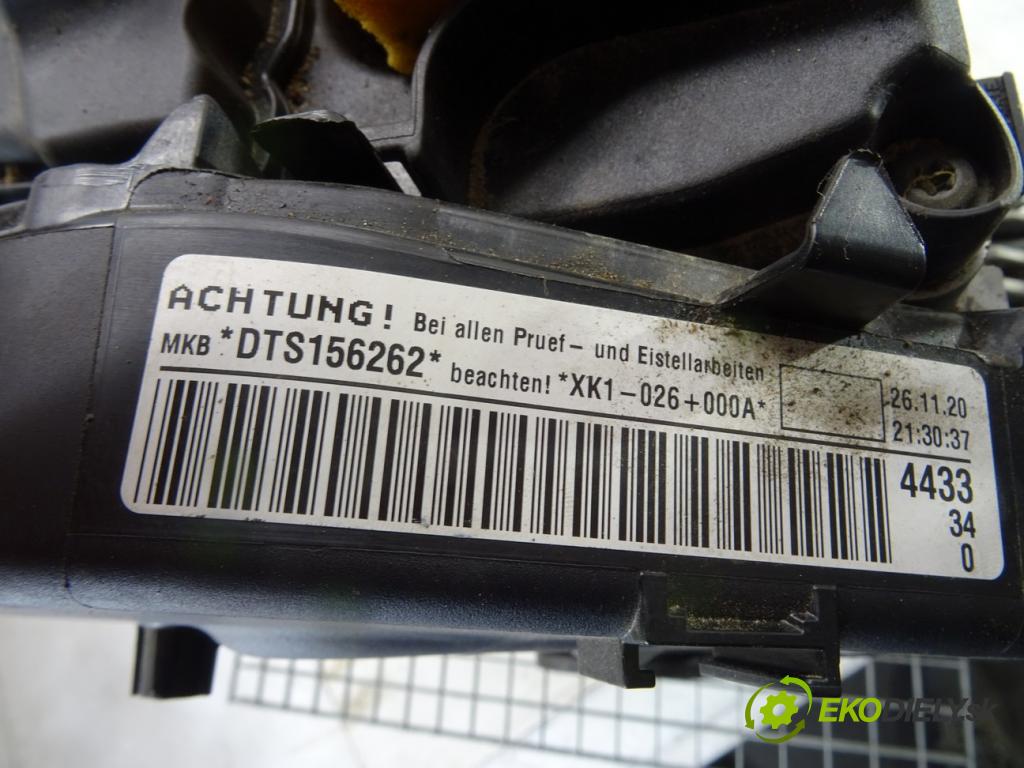 ACHTUNG! Bei allen Pruef- und Eistellarbeiten
MKB *DTS156262* beachten! *XK1-026+000A*
26.11.20
21:30:37
4433
34
0
EKODIELY.sk